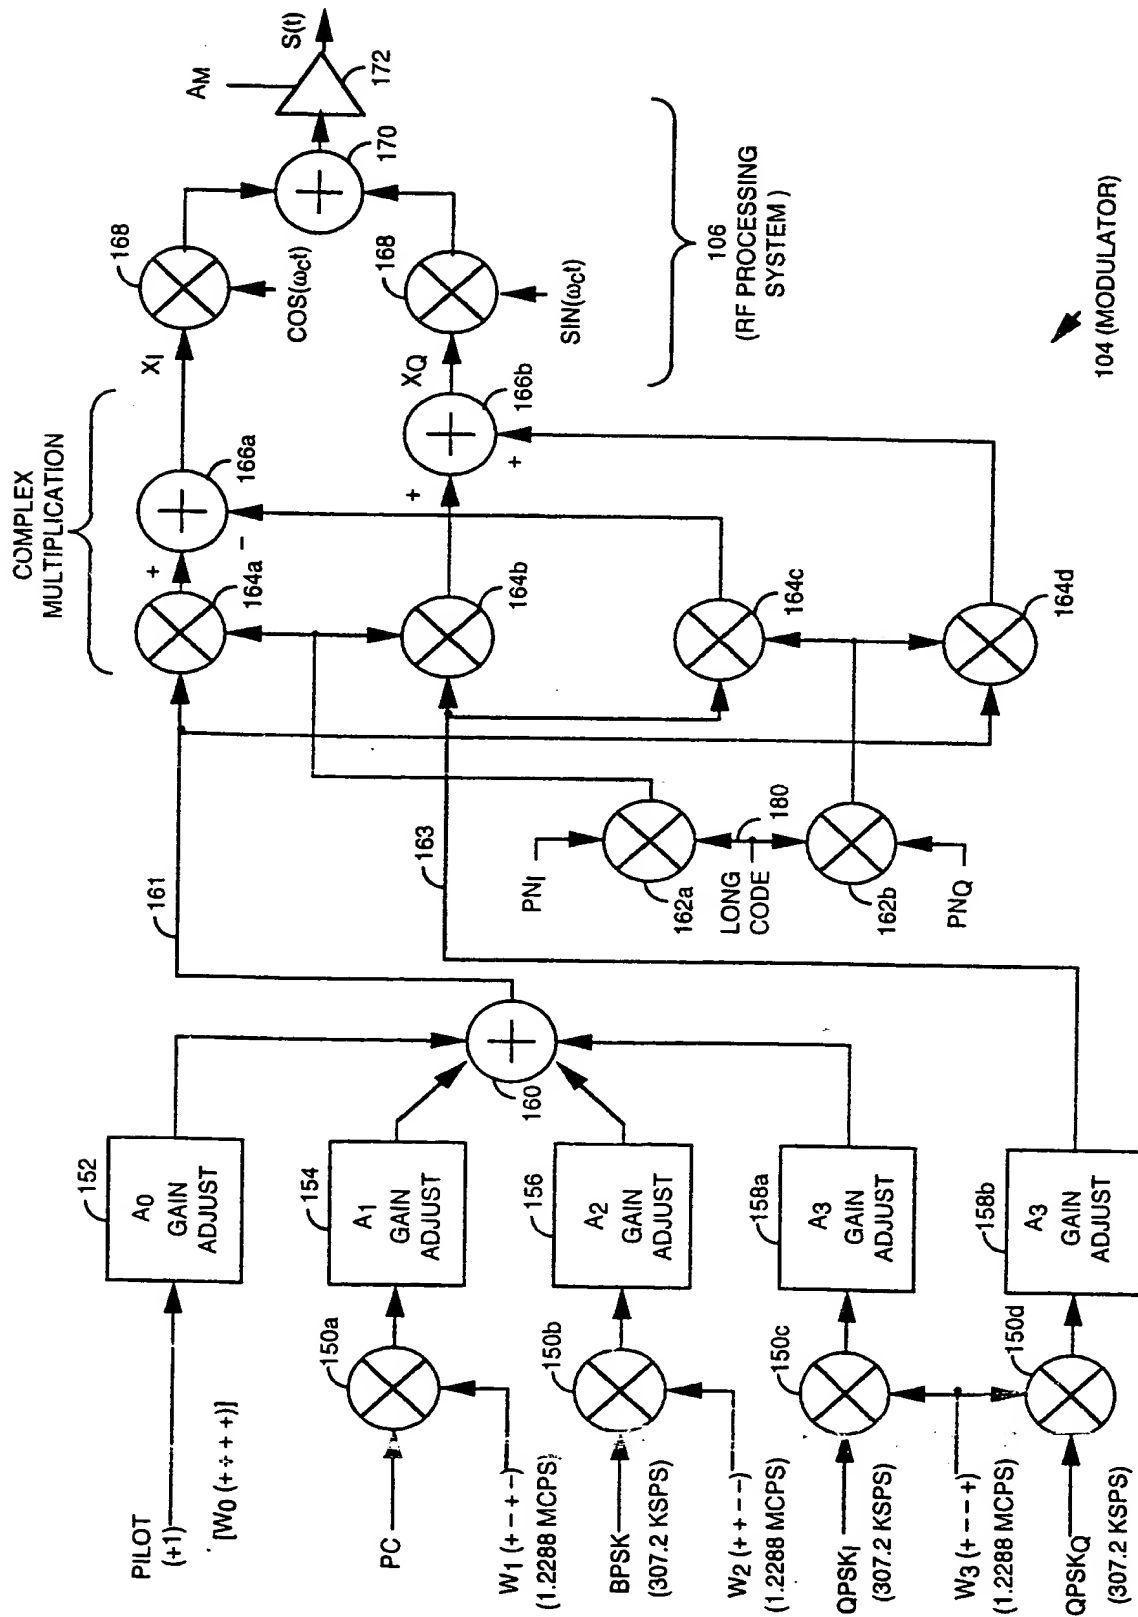 PILOT
(+1)
[W0 (+ + + +)]
PC
W1 (+ - + -)
(1.2288 MCPS)
BPSK
(307.2 KSPS)
W2 (+ + - -)
(1.2288 MCPS)
QPSKI
(307.2 KSPS)
W3 (+ - - +)
(1.2288 MCPS)
QPSKQ
(307.2 KSPS)
150a
150b
150c
150d
152
A0
GAIN
ADJUST
154
A1
GAIN
ADJUST
156
A2
GAIN
ADJUST
158a
A3
GAIN
ADJUST
158b
A3
GAIN
ADJUST
160
161
163
PNI
162a
LONG
CODE
180
162b
PNQ
COMPLEX
MULTIPLICATION
164a
164b
164c
164d
+
-
166a
+
+
166b
XI
XQ
168
COS(ωct)
168
SIN(ωct)
170
AM
172
S(t)
106
(RF PROCESSING
SYSTEM )
104 (MODULATOR)